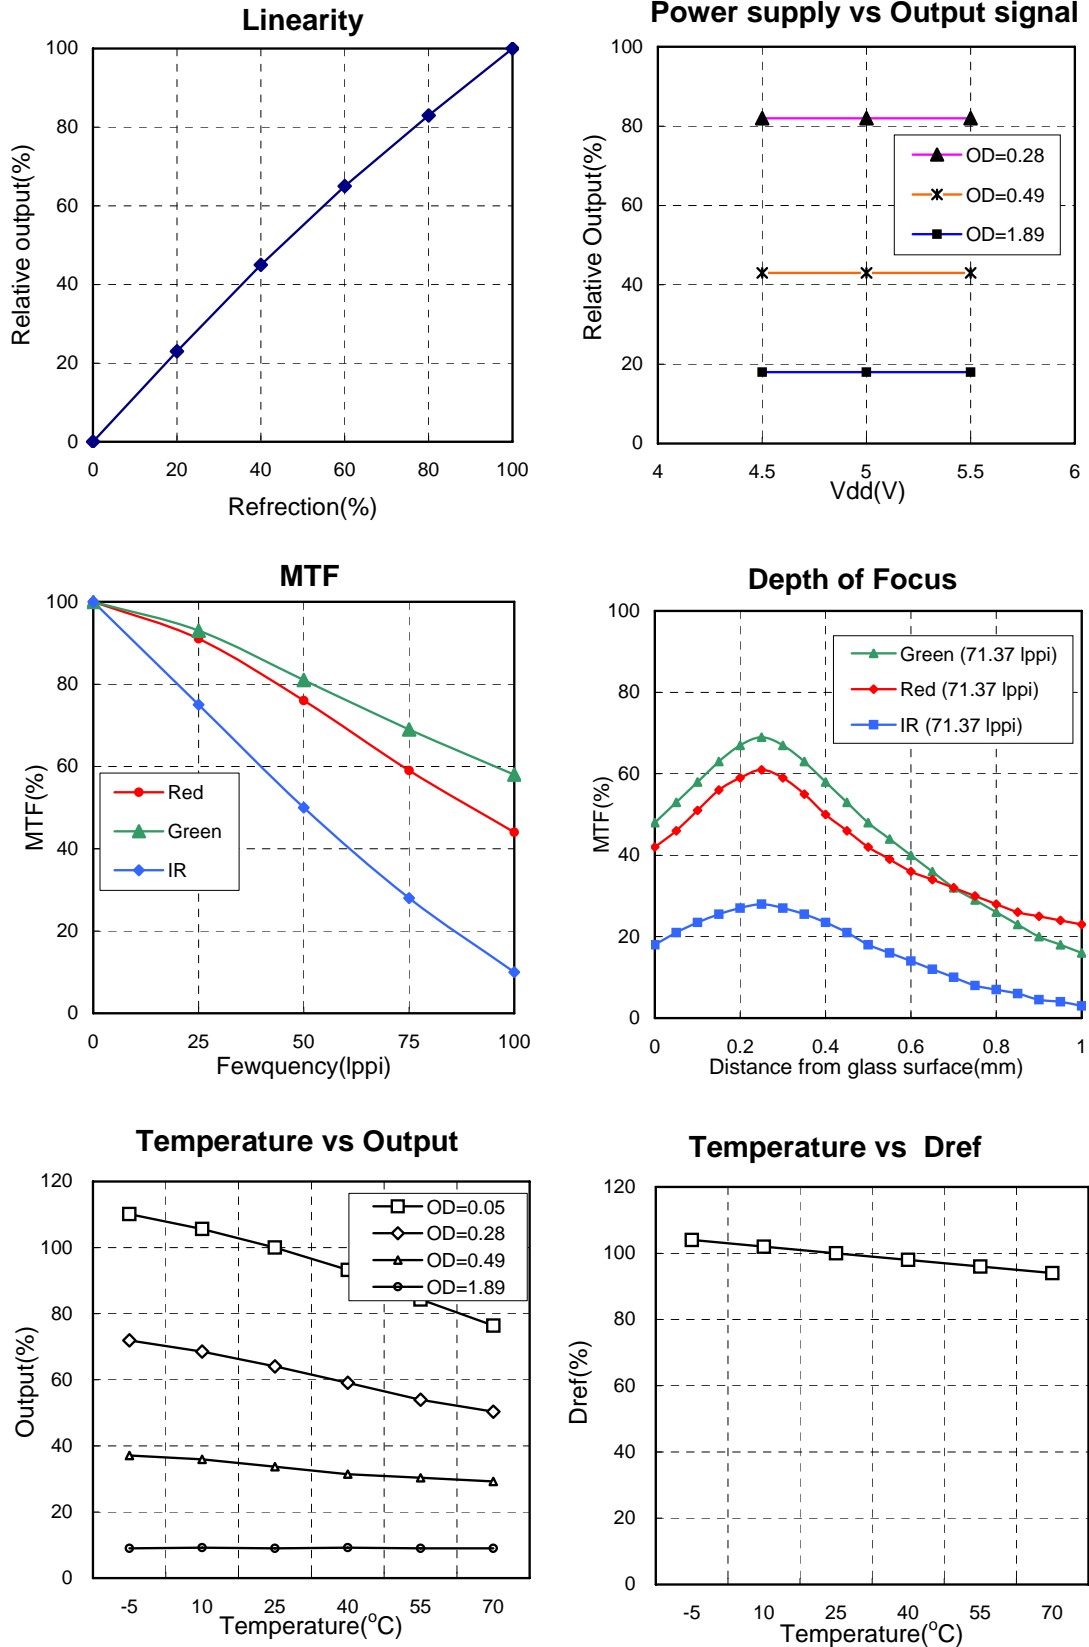 Linearity
100
80
60
40
20
0
Relative output(%)
0 20 40 60 80 100
Refrection(%)
Power supply vs Output signal
100
80
60
40
20
0
Relative Output(%)
OD=0.28
OD=0.49
OD=1.89
4 4.5 5 5.5 6
Vdd(V)
MTF
100
80
60
40
20
0
MTF(%)
Red
Green
IR
0 25 50 75 100
Fewquency(lppi)
Depth of Focus
100
80
60
40
20
0
MTF(%)
Green (71.37 lppi)
Red (71.37 lppi)
IR (71.37 lppi)
0 0.2 0.4 0.6 0.8 1
Distance from glass surface(mm)
Temperature vs Output
120
100
80
60
40
20
0
Output(%)
OD=0.05
OD=0.28
OD=0.49
OD=1.89
-5 10 25 40 55 70
Temperature(°C)
Temperature vs Dref
120
100
80
60
40
20
0
Dref(%)
-5 10 25 40 55 70
Temperature(°C)